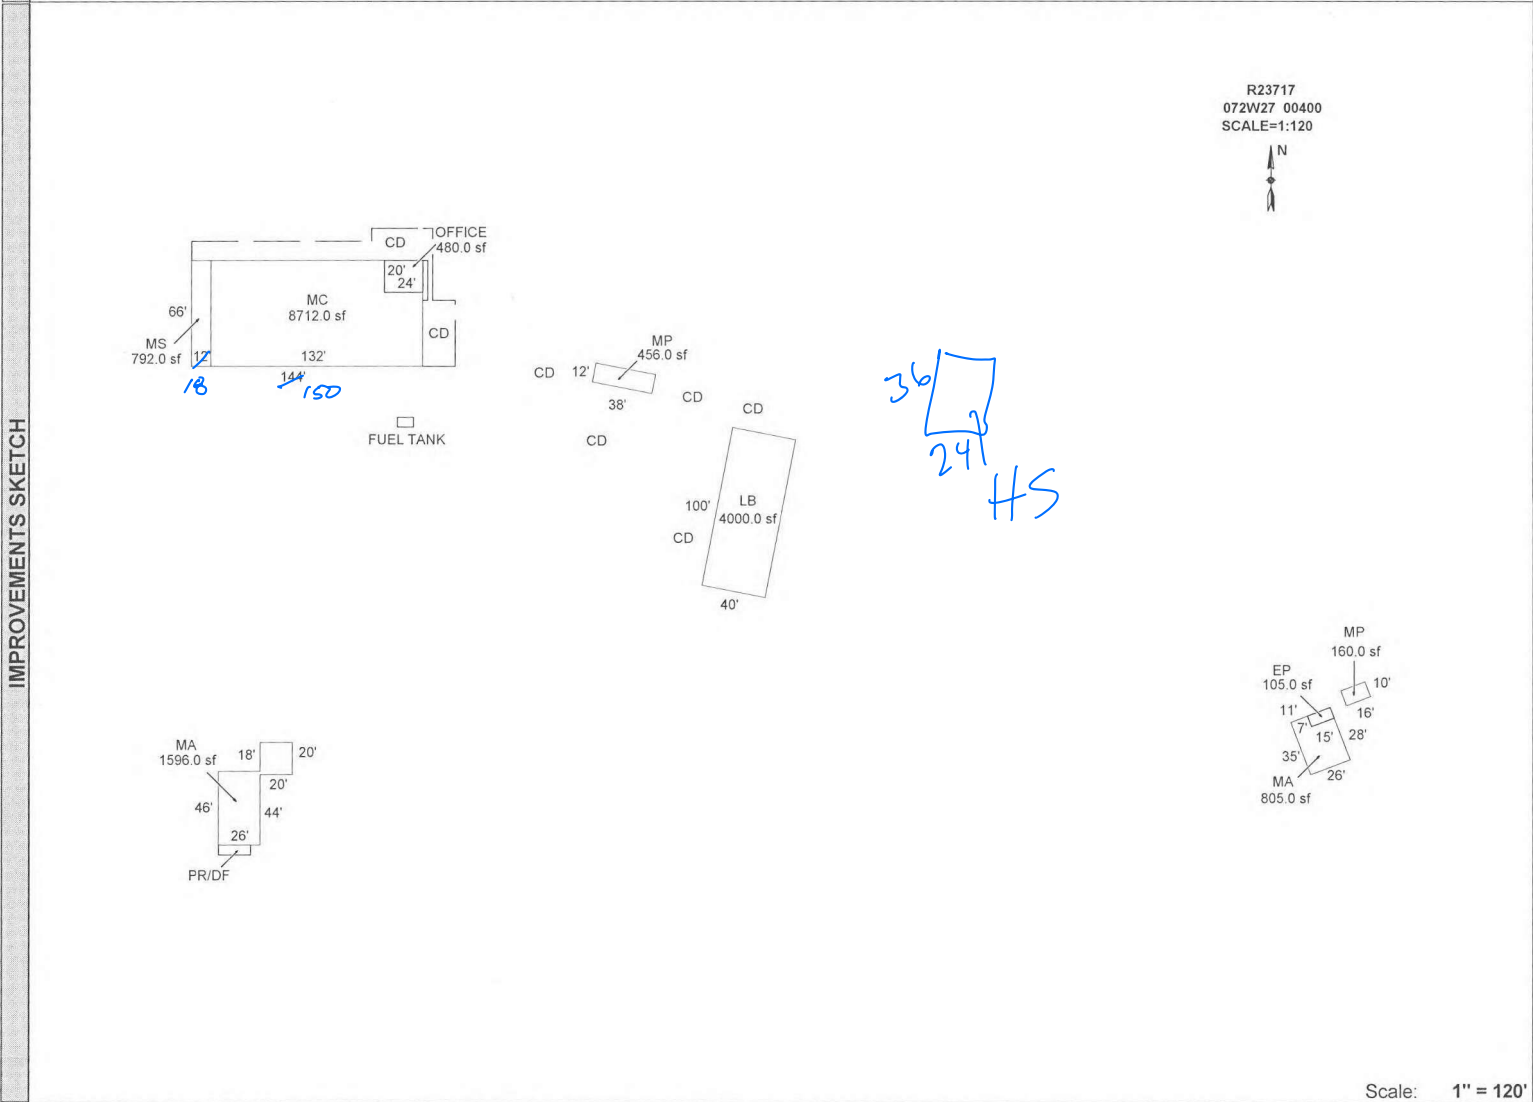 IMPROVEMENTS SKETCH
R23717
072W27 00400
SCALE=1:120
N
OFFICE
480.0 sf
CD
20'
24'
MC
8712.0 sf
66'
MS
792.0 sf
12'
132'
CD
18
144'
150
FUEL TANK
MP
456.0 sf
CD
12'
38'
CD
CD
CD
LB
4000.0 sf
100'
CD
40'
36
24
HS
MP
160.0 sf
EP
105.0 sf
10'
16'
11'
7'
15'
28'
35'
26'
MA
805.0 sf
MA
1596.0 sf
18'
20'
20'
46'
44'
26'
PR/DF
Scale: 1" = 120'